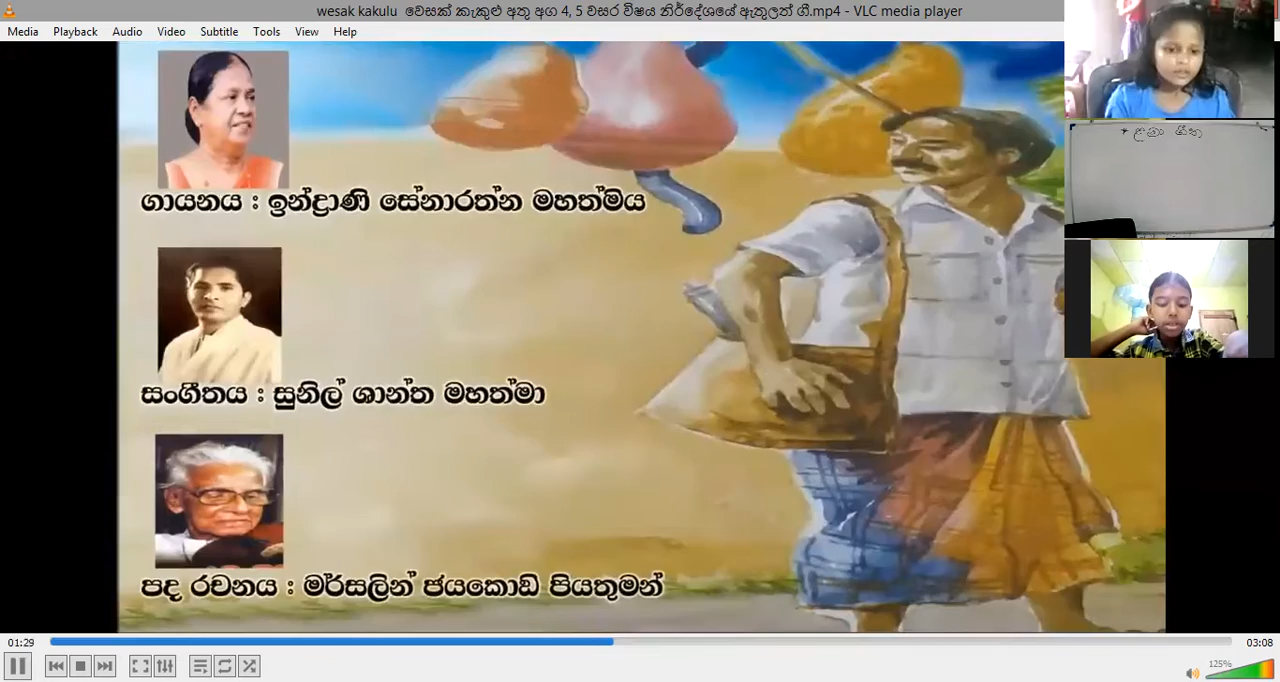 wesak kakulu වෙසක් කැකුළු අතු අග 4, 5 වසර විෂය නිර්දේශයේ ඇතුලත් ගී.mp4 - VLC media player
Media Playback Audio Video Subtitle Tools View Help
ගායනය : ඉන්ද්‍රාණි සේනාරත්න මහත්මිය
සංගීතය : සුනිල් ශාන්ත මහත්මා
පද රචනය : මර්සලින් ජයකොඩි පියතුමන්
* ළමා ගීත
01:29
03:08
125%